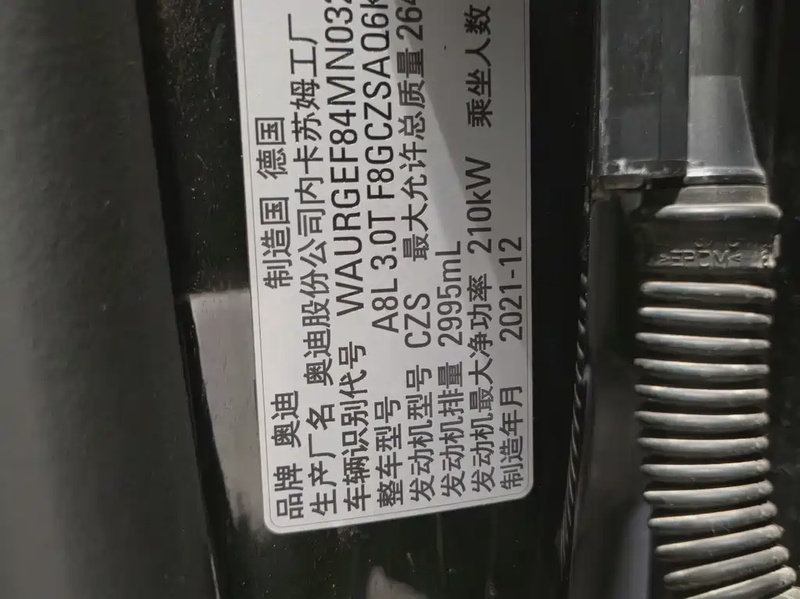 品牌 奥迪 制造国 德国
生产厂名 奥迪股份公司内卡苏姆工厂
车辆识别代号 WAURGEF84MN032
整车型号 A8L 3.0T F8GCZSAQ6K
发动机型号 CZS 最大允许总质量 264
发动机排量 2995mL
发动机最大净功率 210kW 乘坐人数
制造年月 2021-12
>EPDM<